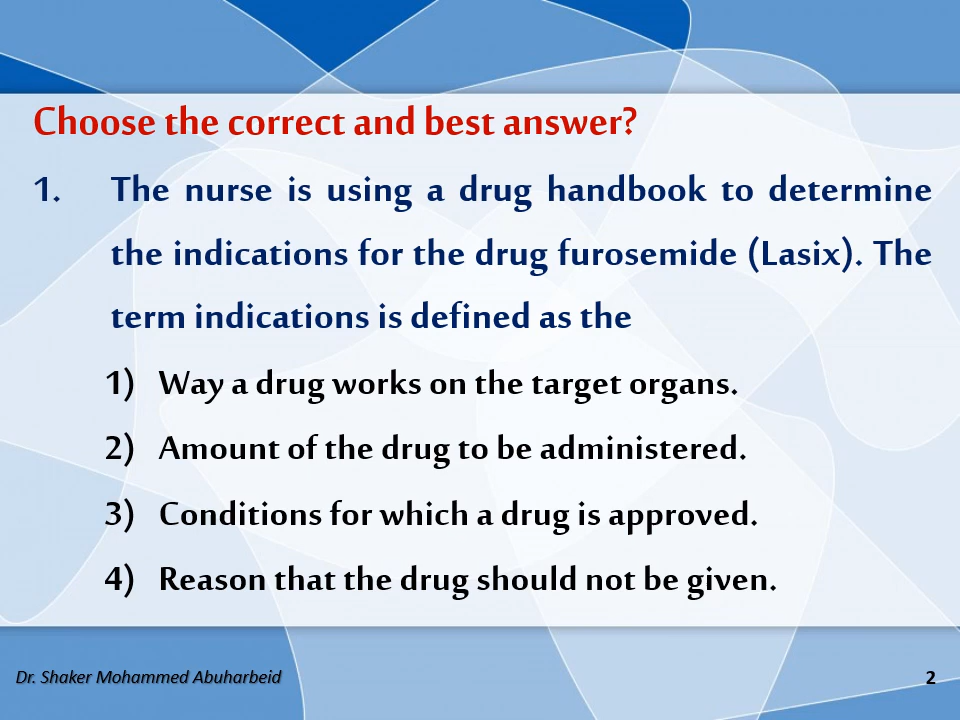 Choose the correct and best answer?
1. The nurse is using a drug handbook to determine
the indications for the drug furosemide (Lasix). The
term indications is defined as the
1) Way a drug works on the target organs.
2) Amount of the drug to be administered.
3) Conditions for which a drug is approved.
4) Reason that the drug should not be given.
Dr. Shaker Mohammed Abuharbeid
2